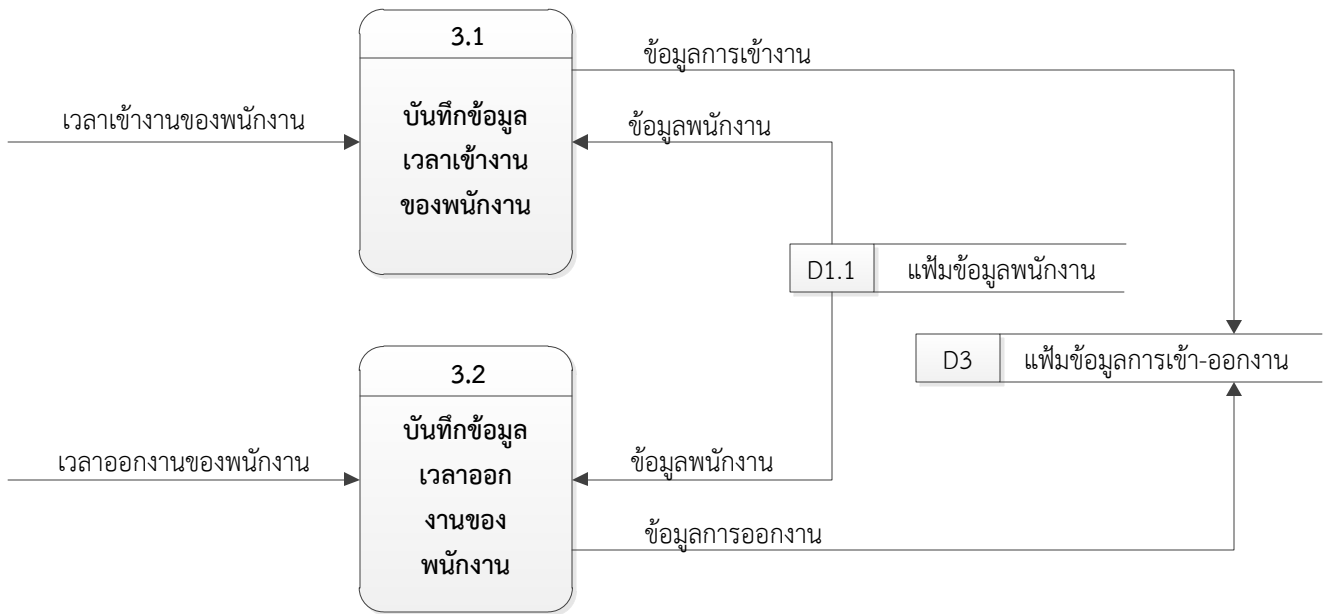 3.1
ข้อมูลการเข้างาน
เวลาเข้างานของพนักงาน
บันทึกข้อมูล
เวลาเข้างาน
ของพนักงาน
ข้อมูลพนักงาน
D1.1
แฟ้มข้อมูลพนักงาน
D3
แฟ้มข้อมูลการเข้า-ออกงาน
3.2
บันทึกข้อมูล
เวลาออก
งานของ
พนักงาน
เวลาออกงานของพนักงาน
ข้อมูลพนักงาน
ข้อมูลการออกงาน